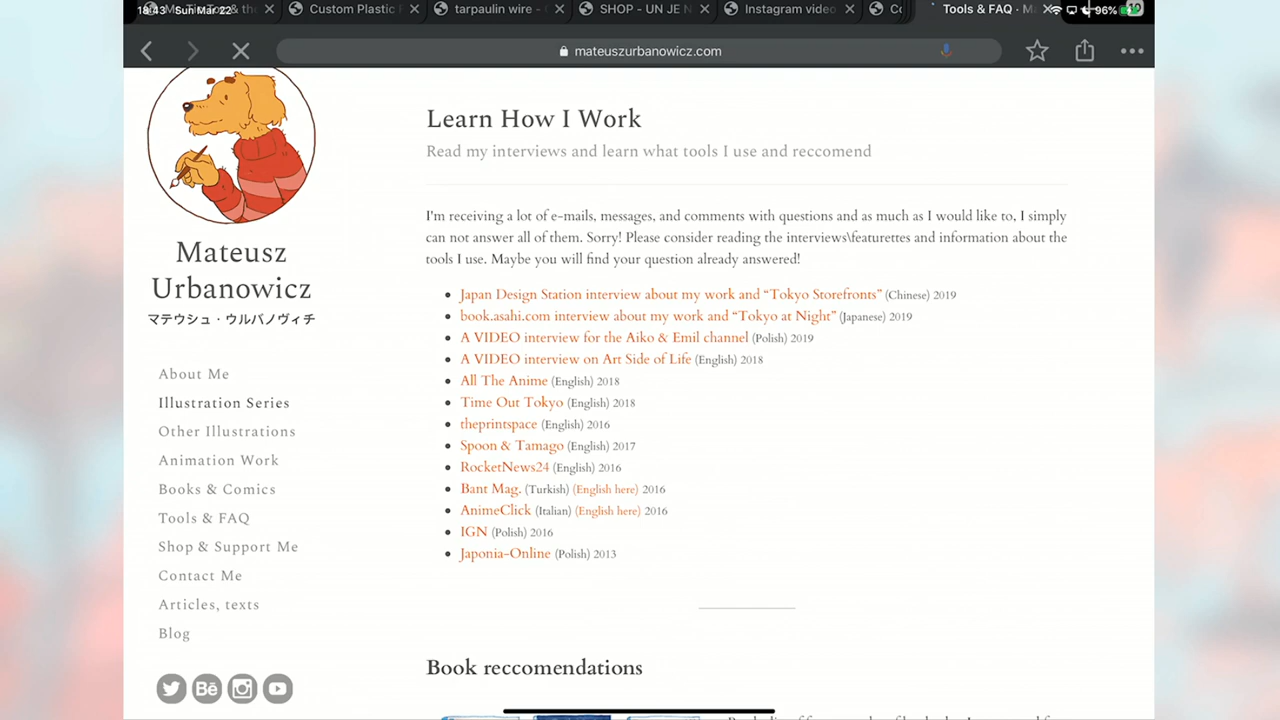 18:43 Sun Mar 22
Custom Plastic
tarpaulin wire -
SHOP - UN JE N
Instagram video
Tools & FAQ · M
96%
mateuszurbanowicz.com
Mateusz
Urbanowicz
マテウシュ・ウルバノヴィチ
About Me
Illustration Series
Other Illustrations
Animation Work
Books & Comics
Tools & FAQ
Shop & Support Me
Contact Me
Articles, texts
Blog
Learn How I Work
Read my interviews and learn what tools I use and reccomend
I'm receiving a lot of e-mails, messages, and comments with questions and as much as I would like to, I simply
can not answer all of them. Sorry! Please consider reading the interviews\featurettes and information about the
tools I use. Maybe you will find your question already answered!
Japan Design Station interview about my work and “Tokyo Storefronts” (Chinese) 2019
book.asahi.com interview about my work and “Tokyo at Night” (Japanese) 2019
A VIDEO interview for the Aiko & Emil channel (Polish) 2019
A VIDEO interview on Art Side of Life (English) 2018
All The Anime (English) 2018
Time Out Tokyo (English) 2018
theprintspace (English) 2016
Spoon & Tamago (English) 2017
RocketNews24 (English) 2016
Bant Mag. (Turkish) (English here) 2016
AnimeClick (Italian) (English here) 2016
IGN (Polish) 2016
Japonia-Online (Polish) 2013
Book reccomendations